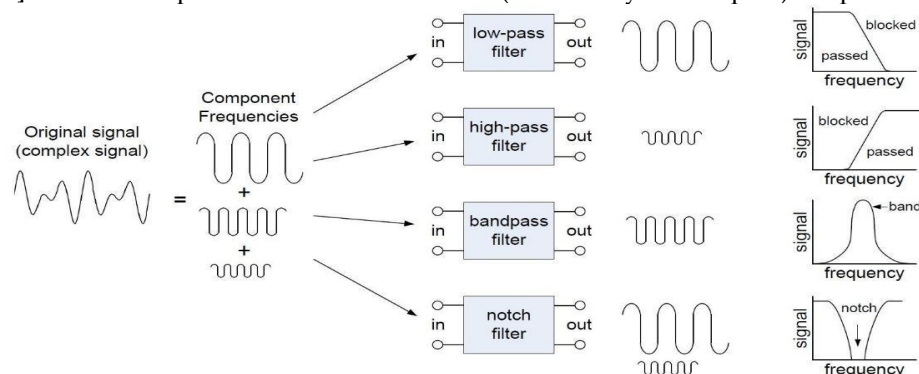 low-pass
filter
in
out
signal
blocked
passed
frequency
Component
Frequencies
Original signal
(complex signal)
=
+
+
high-pass
filter
in
out
signal
blocked
passed
frequency
bandpass
filter
in
out
signal
band
frequency
notch
filter
in
out
signal
notch
frequency